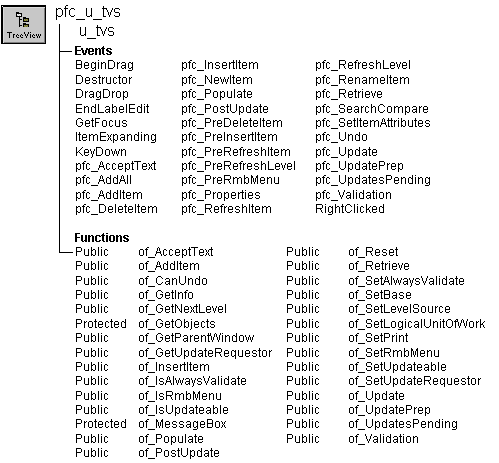 TreeView
pfc_u_tvs
u_tvs
Events
BeginDrag pfc_InsertItem pfc_RefreshLevel
Destructor pfc_NewItem pfc_RenameItem
DragDrop pfc_Populate pfc_Retrieve
EndLabelEdit pfc_PostUpdate pfc_SearchCompare
GetFocus pfc_PreDeleteItem pfc_SetItemAttributes
ItemExpanding pfc_PreInsertItem pfc_Undo
KeyDown pfc_PreRefreshItem pfc_Update
pfc_AcceptText pfc_PreRefreshLevel pfc_UpdatePrep
pfc_AddAll pfc_PreRmbMenu pfc_UpdatesPending
pfc_AddItem pfc_Properties pfc_Validation
pfc_DeleteItem pfc_RefreshItem RightClicked
Functions
Public of_AcceptText Public of_Reset
Public of_AddItem Public of_Retrieve
Public of_CanUndo Public of_SetAlwaysValidate
Public of_GetInfo Public of_SetBase
Public of_GetNextLevel Public of_SetLevelSource
Protected of_GetObjects Public of_SetLogicalUnitOfWork
Public of_GetParentWindow Public of_SetPrint
Public of_GetUpdateRequestor Public of_SetRmbMenu
Public of_InsertItem Public of_SetUpdateable
Public of_IsAlwaysValidate Public of_SetUpdateRequestor
Public of_IsRmbMenu Public of_Update
Public of_IsUpdateable Public of_UpdatePrep
Protected of_MessageBox Public of_UpdatesPending
Public of_Populate Public of_Validation
Public of_PostUpdate